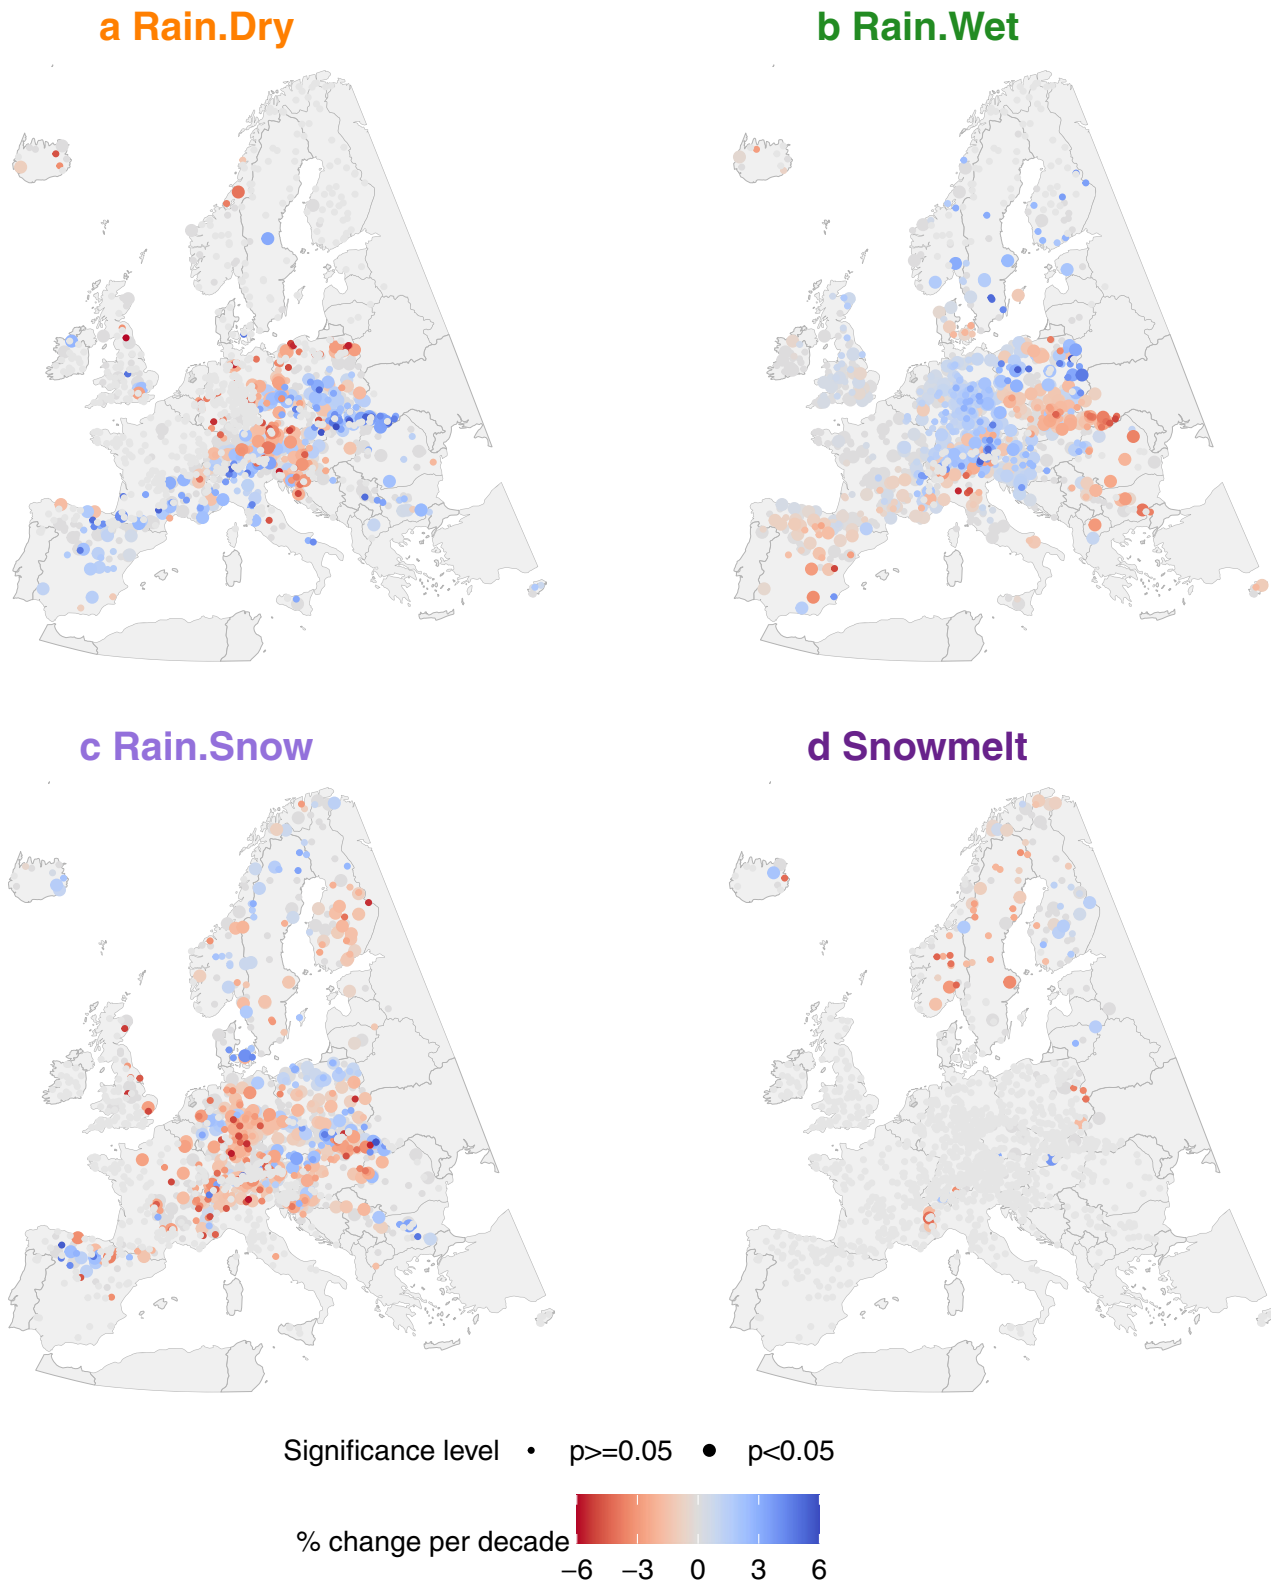 a Rain.Dry
b Rain.Wet
c Rain.Snow
d Snowmelt
Significance level p>=0.05 p<0.05
% change per decade
−6 −3 0 3 6